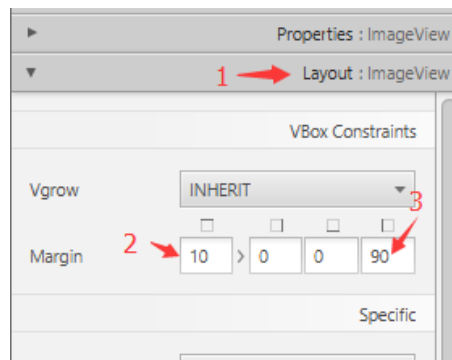 Properties : ImageView
1 Layout : ImageView
VBox Constraints
Vgrow INHERIT
3
Margin 2 10 > 0 0 90
Specific